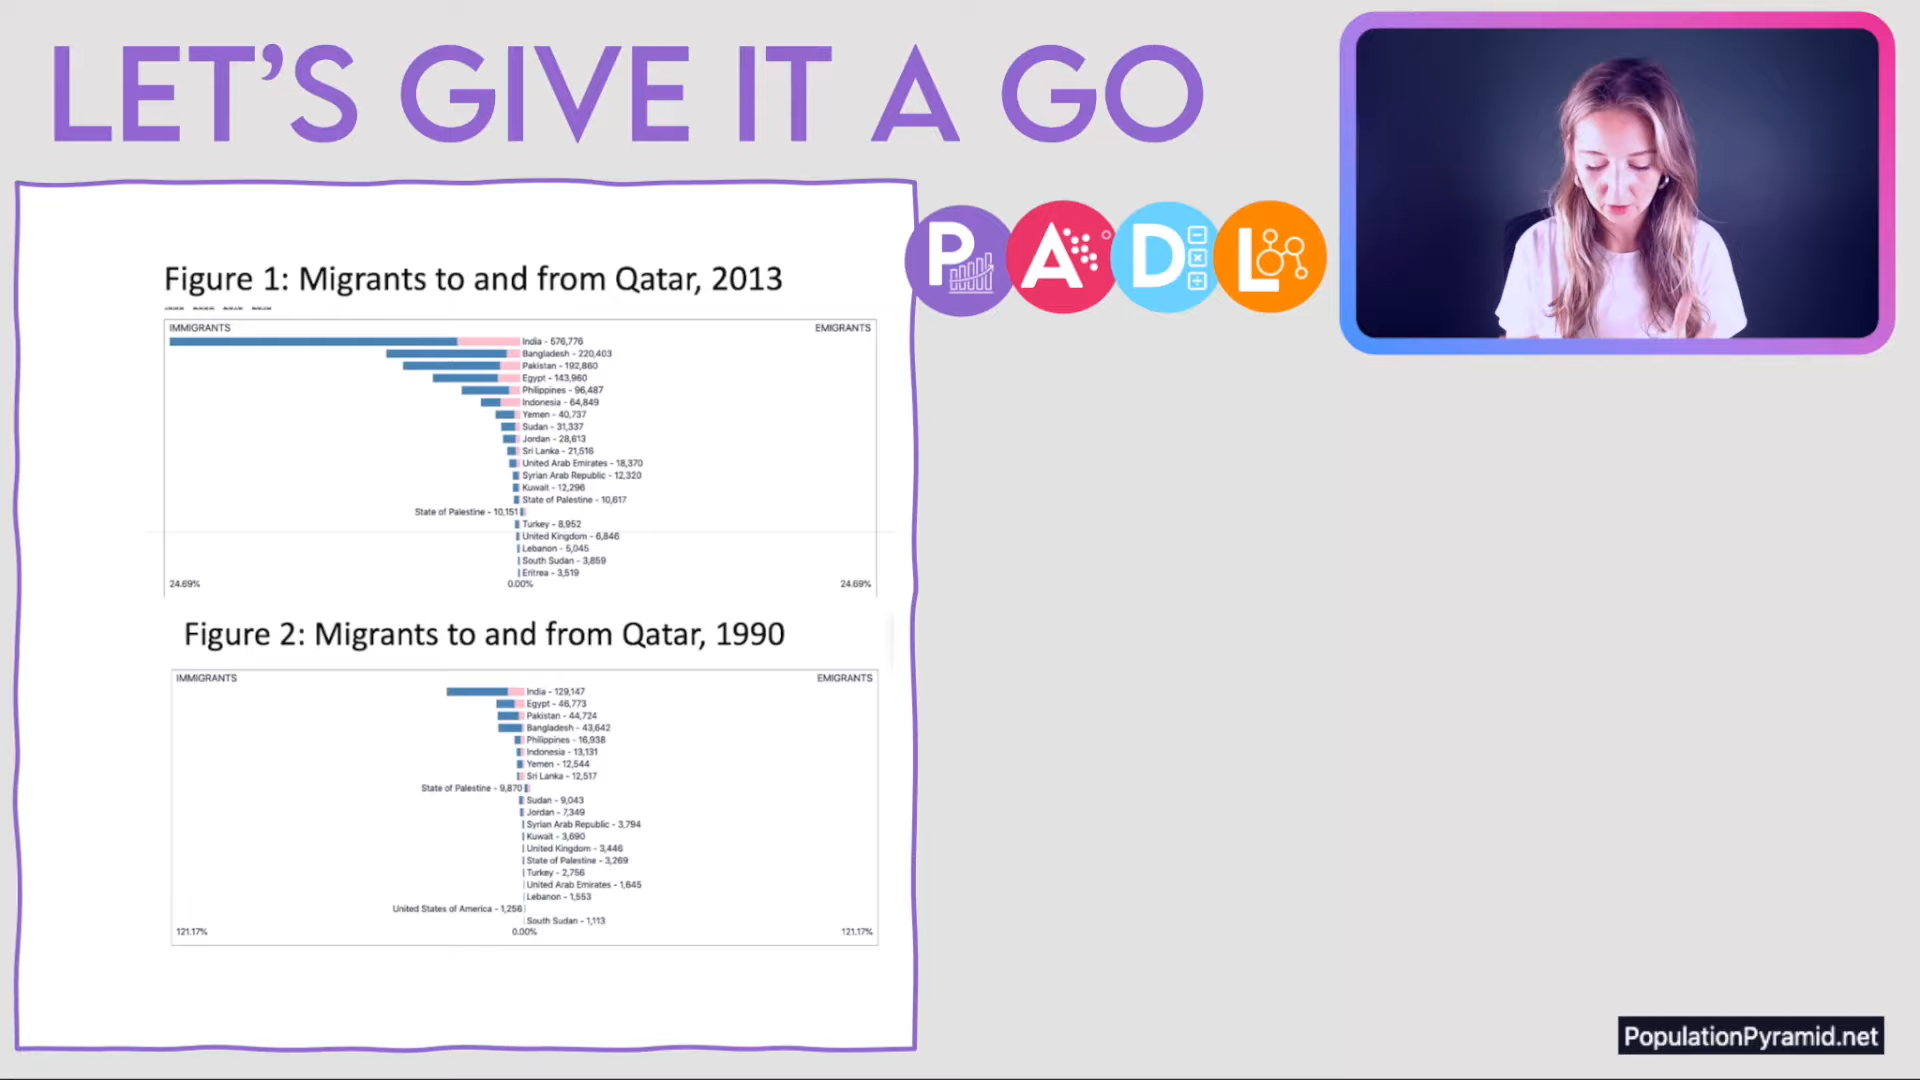 LET'S GIVE IT A GO
P A D L
Figure 1: Migrants to and from Qatar, 2013
IMMIGRANTS EMIGRANTS
India - 576,776
Bangladesh - 220,403
Pakistan - 192,860
Egypt - 143,960
Philippines - 96,487
Indonesia - 64,849
Yemen - 40,737
Sudan - 31,337
Jordan - 28,613
Sri Lanka - 21,516
United Arab Emirates - 18,370
Syrian Arab Republic - 12,320
Kuwait - 12,296
State of Palestine - 10,617
State of Palestine - 10,151
Turkey - 8,952
United Kingdom - 6,846
Lebanon - 5,045
South Sudan - 3,859
Eritrea - 3,519
24.69% 0.00% 24.69%
Figure 2: Migrants to and from Qatar, 1990
IMMIGRANTS EMIGRANTS
India - 129,147
Egypt - 46,773
Pakistan - 44,724
Bangladesh - 43,642
Philippines - 16,938
Indonesia - 13,131
Yemen - 12,544
Sri Lanka - 12,517
State of Palestine - 9,870
Sudan - 9,043
Jordan - 7,349
Syrian Arab Republic - 3,794
Kuwait - 3,690
United Kingdom - 3,446
State of Palestine - 3,269
Turkey - 2,756
United Arab Emirates - 1,645
Lebanon - 1,553
United States of America - 1,256
South Sudan - 1,113
121.17% 0.00% 121.17%
PopulationPyramid.net